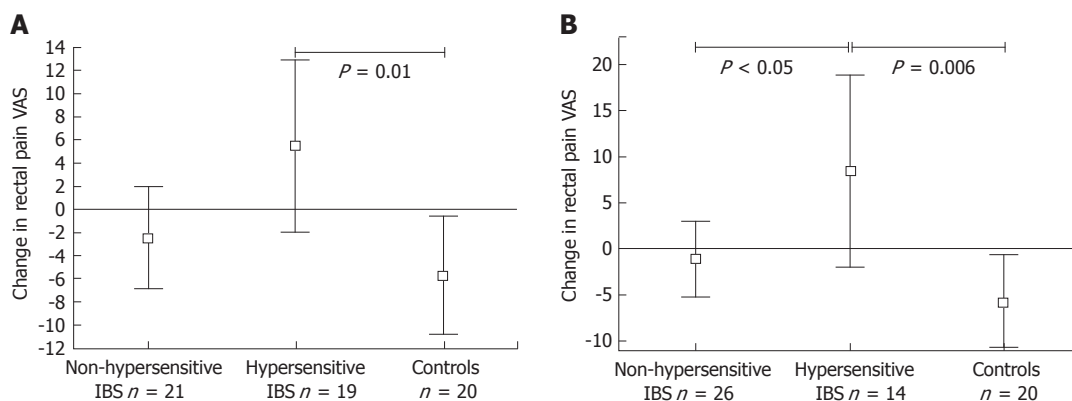 A
Change in rectal pain VAS
14
12
10
8
6
4
2
0
-2
-4
-6
-8
-10
-12
P = 0.01
Non-hypersensitive
IBS n = 21
Hypersensitive
IBS n = 19
Controls
n = 20
B
Change in rectal pain VAS
20
15
10
5
0
-5
-10
P < 0.05
P = 0.006
Non-hypersensitive
IBS n = 26
Hypersensitive
IBS n = 14
Controls
n = 20